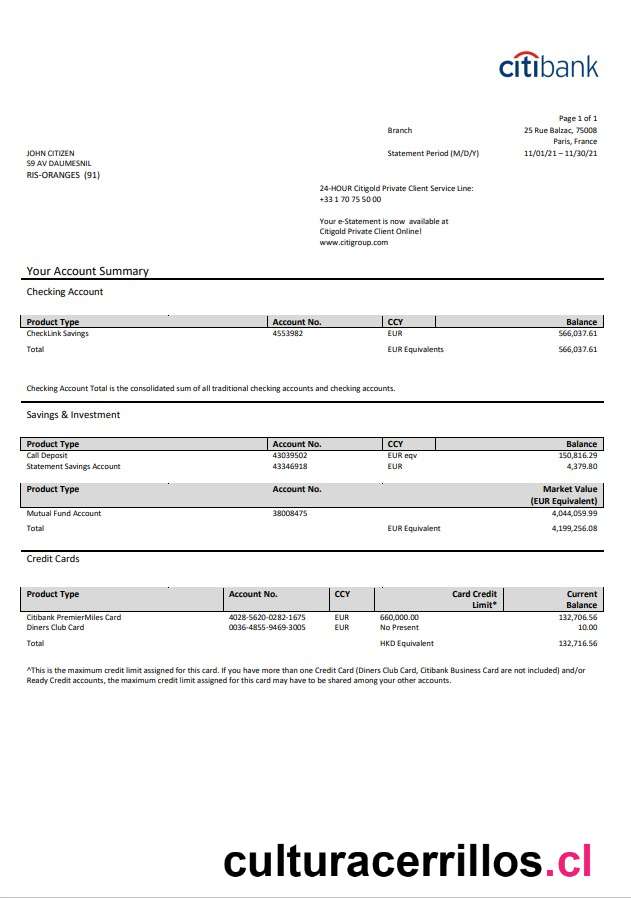 citibank
Page 1 of 1
Branch 25 Rue Balzac, 75008
Paris, France
JOHN CITIZEN Statement Period (M/D/Y) 11/01/21 – 11/30/21
59 AV DAUMESNIL
RIS-ORANGES (91)
24-HOUR Citigold Private Client Service Line:
+33 1 70 75 50 00
Your e-Statement is now available at
Citigold Private Client Online!
www.citigroup.com
Your Account Summary
Checking Account
Product Type Account No. CCY Balance
CheckLink Savings 4553982 EUR 566,037.61
Total EUR Equivalents 566,037.61
Checking Account Total is the consolidated sum of all traditional checking accounts and checking accounts.
Savings & Investment
Product Type Account No. CCY Balance
Call Deposit 43039502 EUR eqv 150,816.29
Statement Savings Account 43346918 EUR 4,379.80
Product Type Account No. Market Value
(EUR Equivalent)
Mutual Fund Account 38008475 4,044,059.99
Total EUR Equivalent 4,199,256.08
Credit Cards
Product Type Account No. CCY Card Credit Current
Limit* Balance
Citibank PremierMiles Card 4028-5620-0282-1675 EUR 660,000.00 132,706.56
Diners Club Card 0036-4855-9469-3005 EUR No Present 10.00
Total HKD Equivalent 132,716.56
^This is the maximum credit limit assigned for this card. If you have more than one Credit Card (Diners Club Card, Citibank Business Card are not included) and/or
Ready Credit accounts, the maximum credit limit assigned for this card may have to be shared among your other accounts.
culturacerrillos.cl